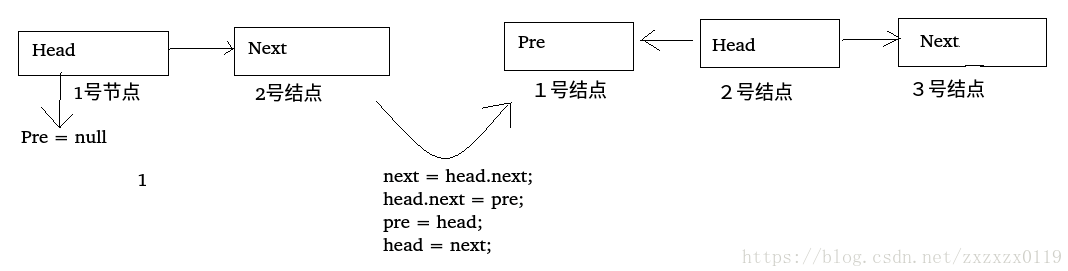 Head
Next
1号节点
2号结点
Pre = null
1
next = head.next;
head.next = pre;
pre = head;
head = next;
Pre
Head
Next
1号结点
2号结点
3号结点
https://blog.csdn.net/zxzxzx0119